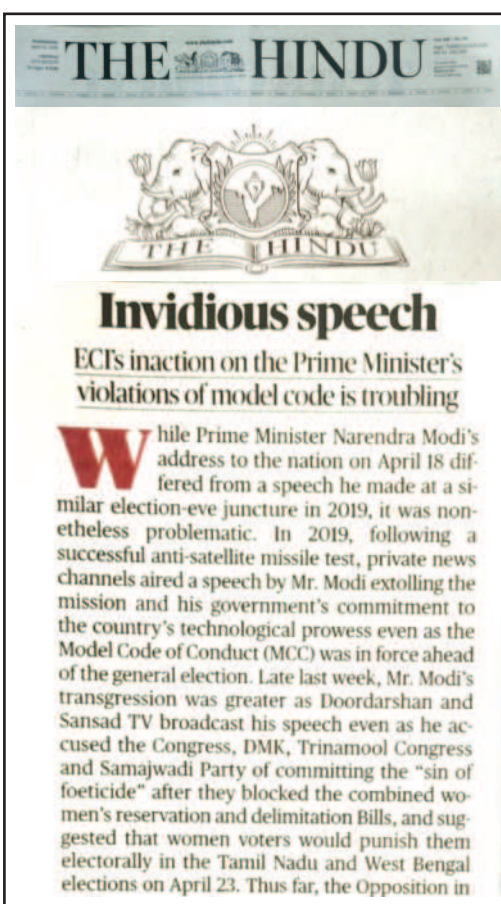 THE HINDU
THE HINDU
Invidious speech
ECI's inaction on the Prime Minister's
violations of model code is troubling
While Prime Minister Narendra Modi's
address to the nation on April 18 dif-
fered from a speech he made at a si-
milar election-eve juncture in 2019, it was non-
etheless problematic. In 2019, following a
successful anti-satellite missile test, private news
channels aired a speech by Mr. Modi extolling the
mission and his government's commitment to
the country's technological prowess even as the
Model Code of Conduct (MCC) was in force ahead
of the general election. Late last week, Mr. Modi's
transgression was greater as Doordarshan and
Sansad TV broadcast his speech even as he ac-
cused the Congress, DMK, Trinamool Congress
and Samajwadi Party of committing the “sin of
foeticide” after they blocked the combined wo-
men's reservation and delimitation Bills, and sug-
gested that women voters would punish them
electorally in the Tamil Nadu and West Bengal
elections on April 23. Thus far, the Opposition in